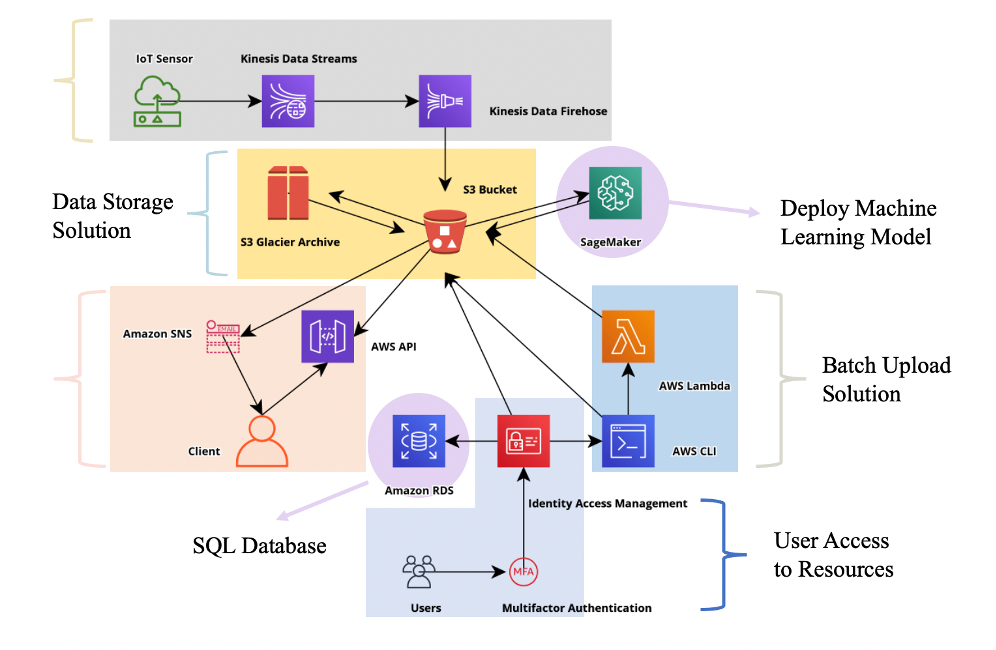 IoT Sensor
Kinesis Data Streams
Kinesis Data Firehose
Data Storage
Solution
S3 Glacier Archive
S3 Bucket
SageMaker
Deploy Machine
Learning Model
Amazon SNS
EMAIL
AWS API
Client
AWS Lambda
AWS CLI
Batch Upload
Solution
Amazon RDS
SQL Database
Identity Access Management
Users
MFA
Multifactor Authentication
User Access
to Resources